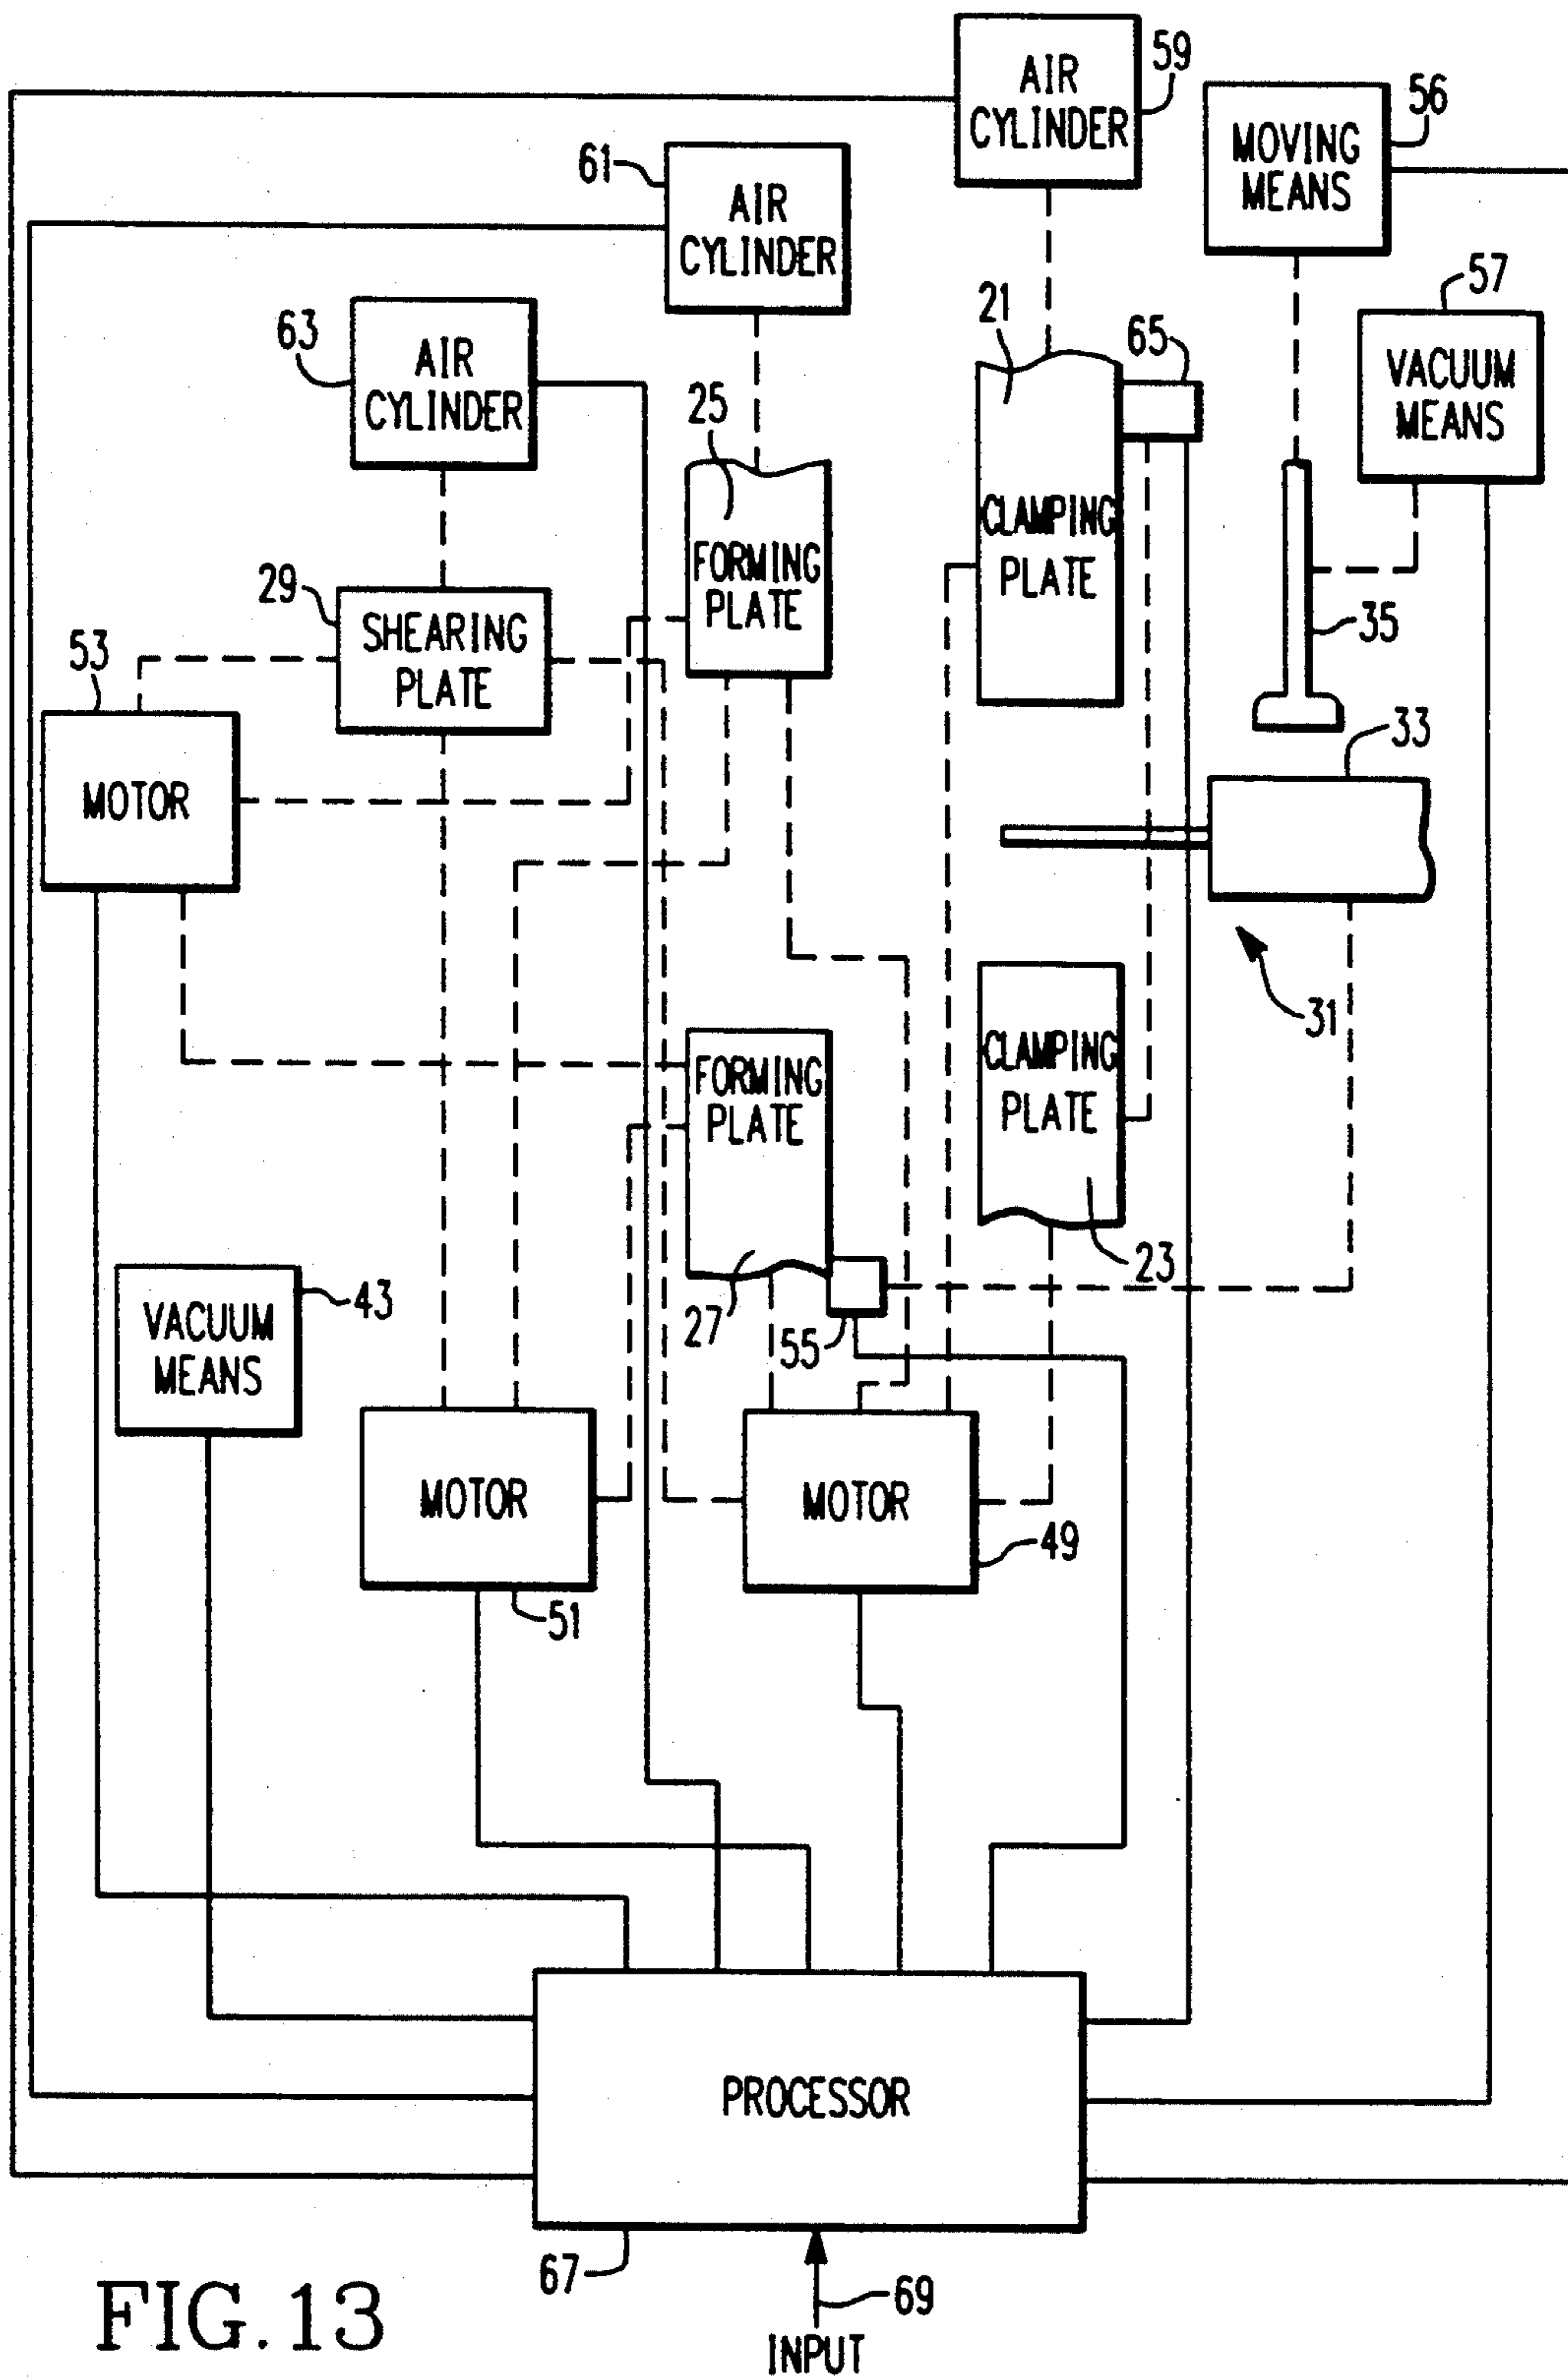 AIR
CYLINDER
59
MOVING
MEANS
56
61
AIR
CYLINDER
57
VACUUM
MEANS
63
AIR
CYLINDER
21
65
25
CLAMPING
PLATE
FORMING
PLATE
29
SHEARING
PLATE
35
53
MOTOR
33
31
CLAMPING
PLATE
23
FORMING
PLATE
27
55
VACUUM
MEANS
43
MOTOR
51
MOTOR
49
PROCESSOR
67
69
INPUT
FIG. 13